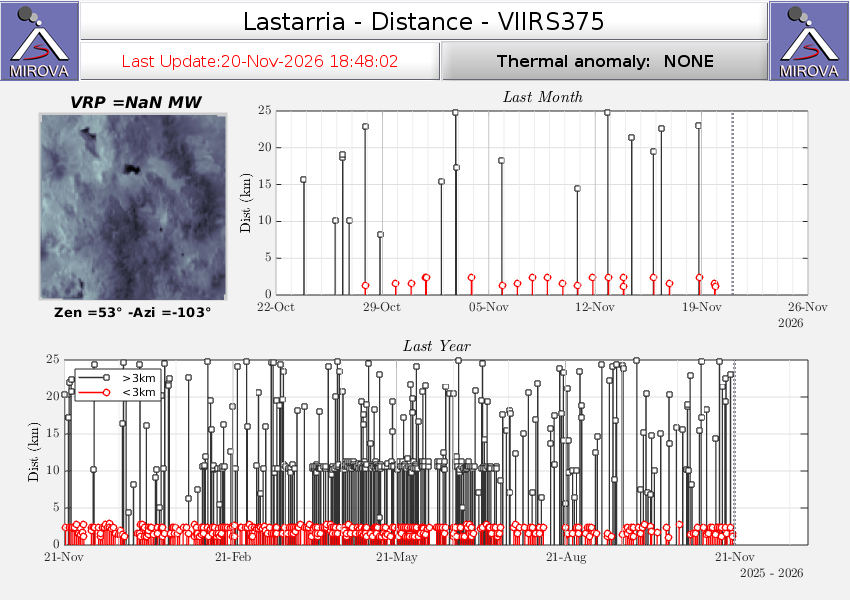 Lastarria - Distance - VIIRS375
MIROVA
Last Update:20-Nov-2026 18:48:02
Thermal anomaly: NONE
MIROVA
VRP =NaN MW
Zen =53° -Azi =-103°
Last Month
Dist (km)
25
20
15
10
5
0
22-Oct
29-Oct
05-Nov
12-Nov
19-Nov
26-Nov
2026
Last Year
Dist (km)
25
20
15
10
5
0
>3km
<3km
21-Nov
21-Feb
21-May
21-Aug
21-Nov
2025 - 2026